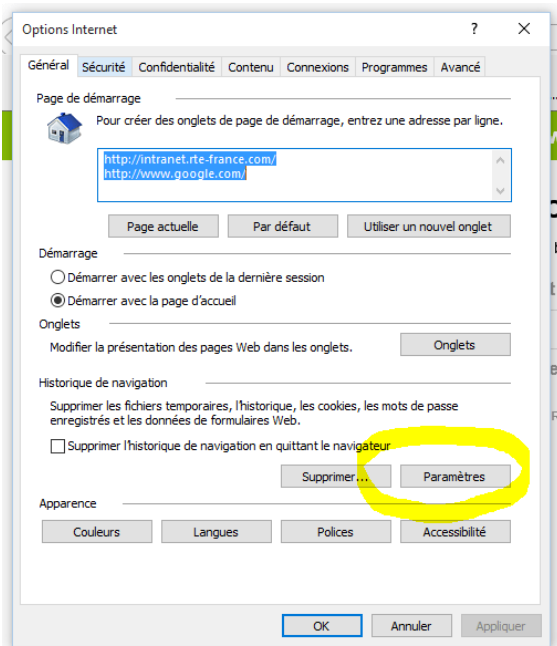 Options Internet ?
Général Sécurité Confidentialité Contenu Connexions Programmes Avancé
Page de démarrage
Pour créer des onglets de page de démarrage, entrez une adresse par ligne.
http://intranet.rte-france.com/
http://www.google.com/
Page actuelle Par défaut Utiliser un nouvel onglet
Démarrage
Démarrer avec les onglets de la dernière session
Démarrer avec la page d'accueil
Onglets
Modifier la présentation des pages Web dans les onglets. Onglets
Historique de navigation
Supprimer les fichiers temporaires, l'historique, les cookies, les mots de passe
enregistrés et les données de formulaires Web.
Supprimer l'historique de navigation en quittant le navigateur
Supprimer... Paramètres
Apparence
Couleurs Langues Polices Accessibilité
OK Annuler Appliquer